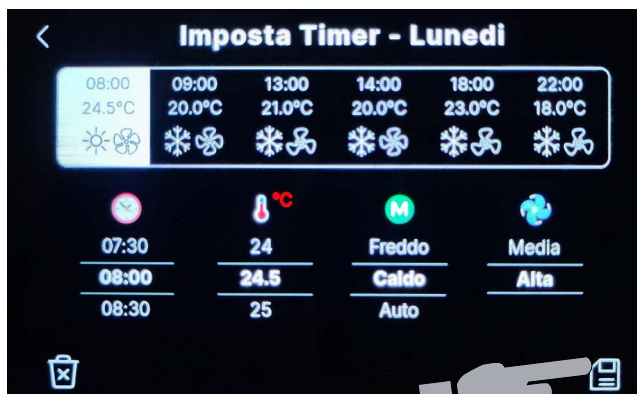 Imposta Timer - Lunedi
08:00 09:00 13:00 14:00 18:00 22:00
24.5°C 20.0°C 21.0°C 20.0°C 23.0°C 18.0°C
°C M
07:30 24 Freddo Media
08:00 24.5 Caldo Alta
08:30 25 Auto